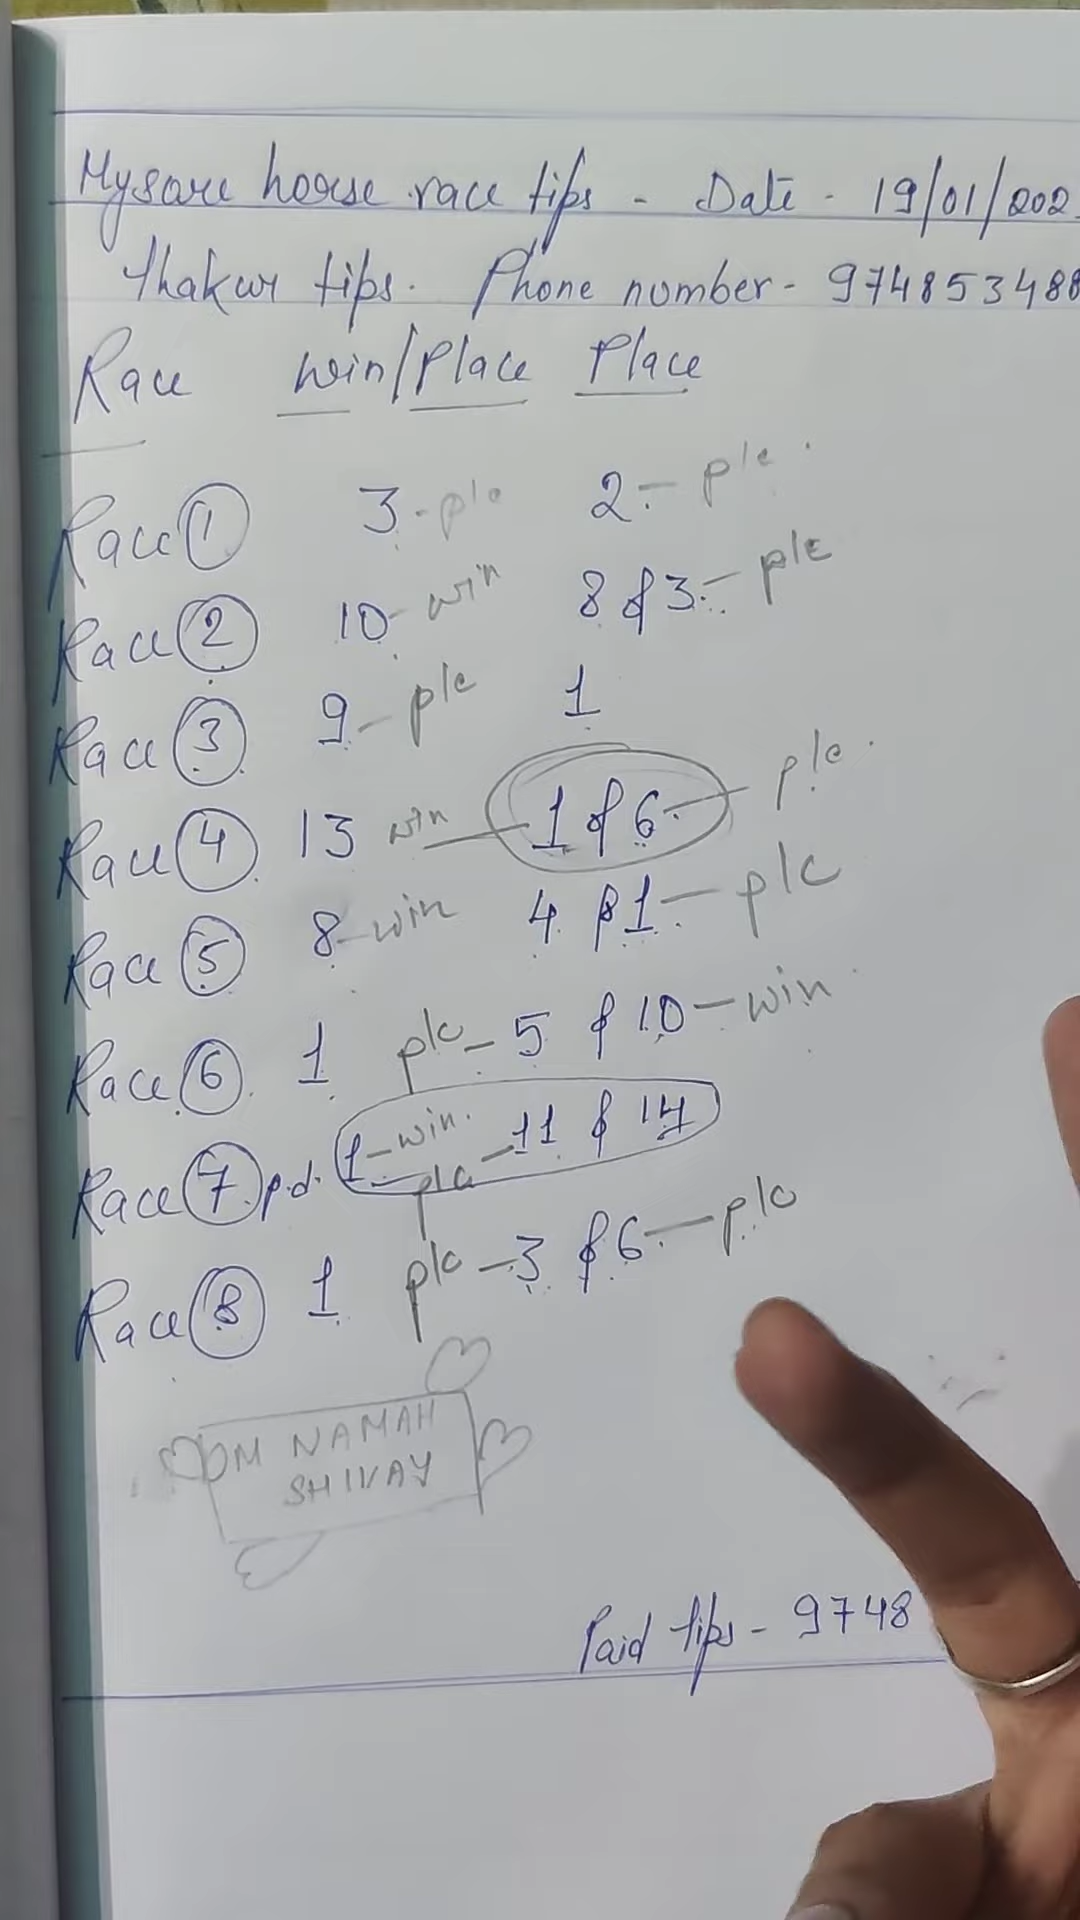 Mysore horse race tips - Date - 19/01/202
Thakur tips. Phone number - 974853488
Race win/Place Place
Race 1 3 - plc 2 - plc.
Race 2 10 - win 8 & 3 - plc
Race 3 9 - plc 1
Race 4 13 win 1 & 6 - plc.
Race 5 8 - win 4 & 1 - plc
Race 6 1 plc - 5 & 10 - win
Race 7 p.d. 1 - win. plc - 11 & 14
Race 8 1 plc - 3 & 6 - plc
OM NAMAH
SHIVAY
Paid tips - 9748